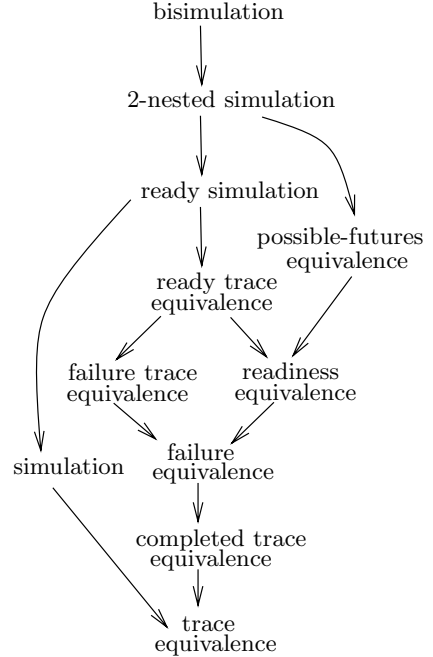 bisimulation
2-nested simulation
ready simulation
possible-futures
equivalence
ready trace
equivalence
failure trace
equivalence
readiness
equivalence
simulation
failure
equivalence
completed trace
equivalence
trace
equivalence